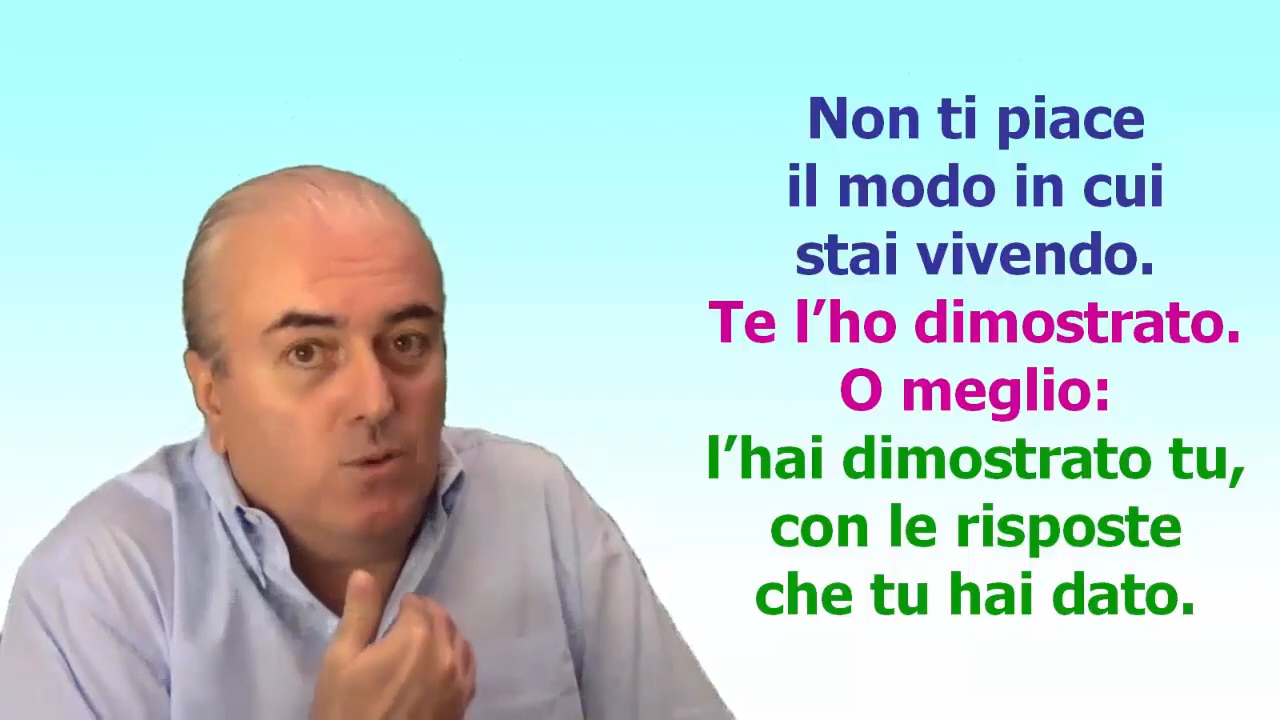 Non ti piace
il modo in cui
stai vivendo.
Te l’ho dimostrato.
O meglio:
l’hai dimostrato tu,
con le risposte
che tu hai dato.